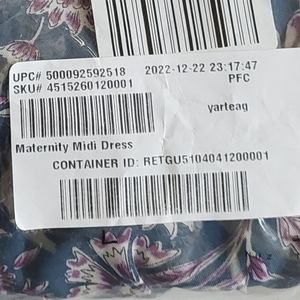 UPC# 500092592518 2022-12-22 23:17:47
SKU# 4515260120001 PFC
yarteag
Maternity Midi Dress
CONTAINER ID: RETGU5104041200001
L